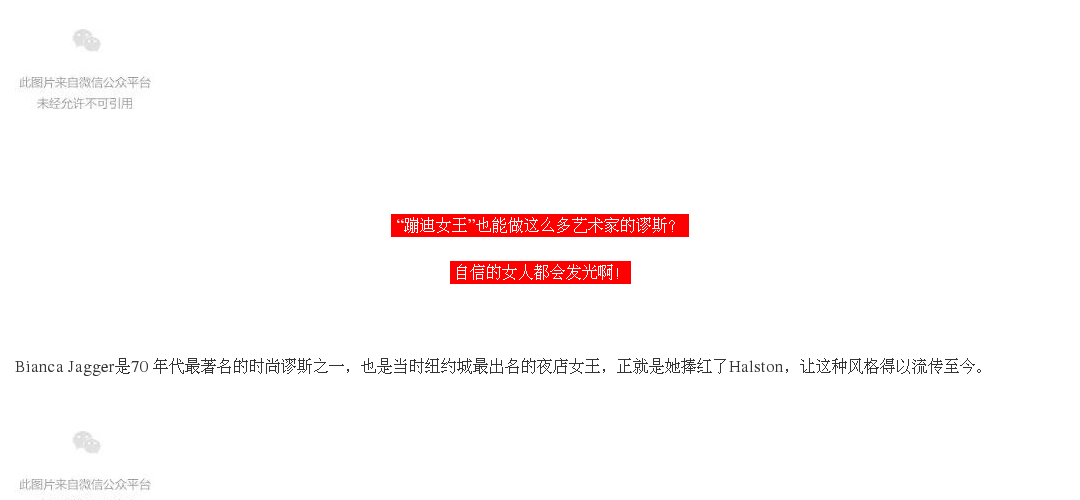 此图片来自微信公众平台
未经允许不可引用
“蹦迪女王”也能做这么多艺术家的谬斯？
自信的女人都会发光啊！
Bianca Jagger是70 年代最著名的时尚谬斯之一，也是当时纽约城最出名的夜店女王，正就是她捧红了Halston，让这种风格得以流传至今。
此图片来自微信公众平台